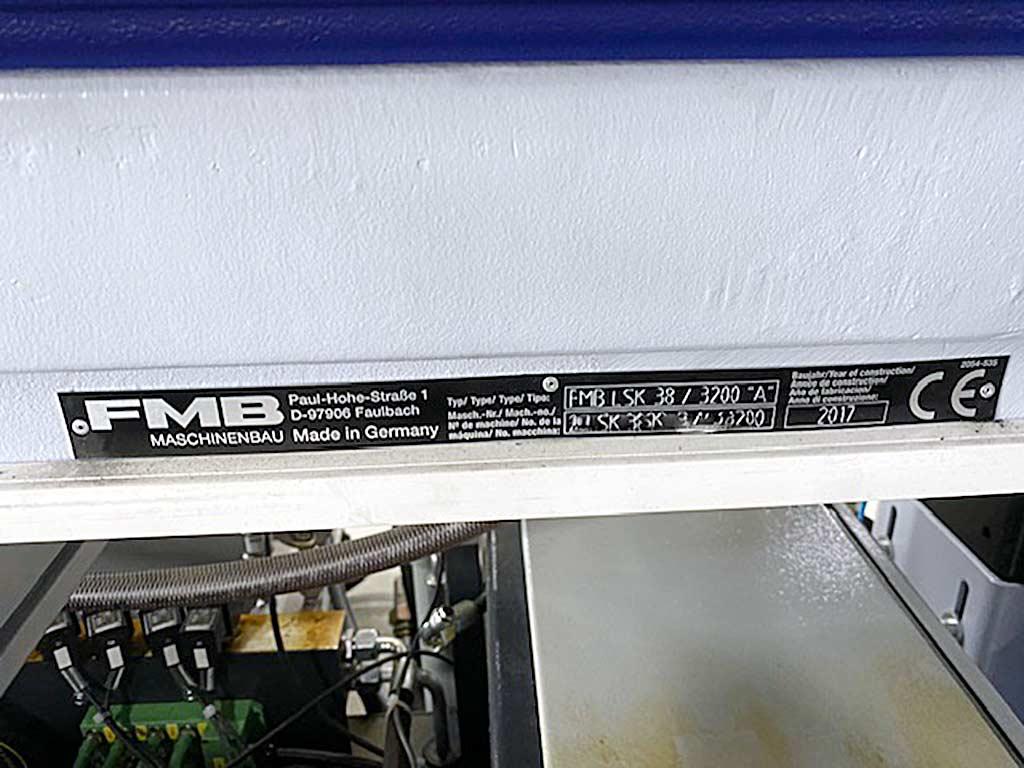 FMB
MASCHINENBAU
Paul-Hohe-Straße 1
D-97906 Faulbach
Made in Germany
Typ/ Type/ Type/ Tipo:
FMB LSK 38 / 3200 "A"
Masch.-Nr./ Mach.-no./
Nº de machine/ No. de la
máquina/ No. macchina:
Baujahr/Year of construction/
Année de construction/
Año de fabricación/
Anno di costruzione:
2017
CE
2054-535